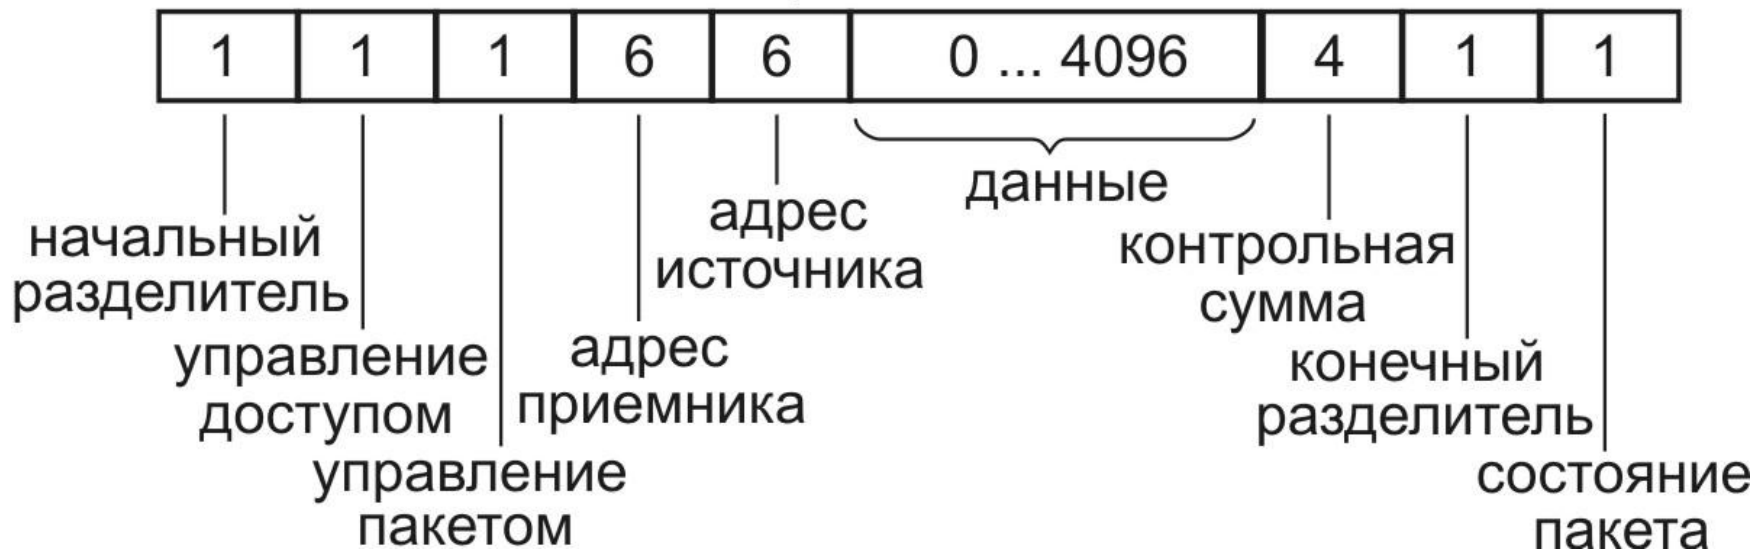 1 1 1 6 6 0 ... 4096 4 1 1
начальный
разделитель
управление
доступом
управление
пакетом
адрес
приемника
адрес
источника
данные
контрольная
сумма
конечный
разделитель
состояние
пакета